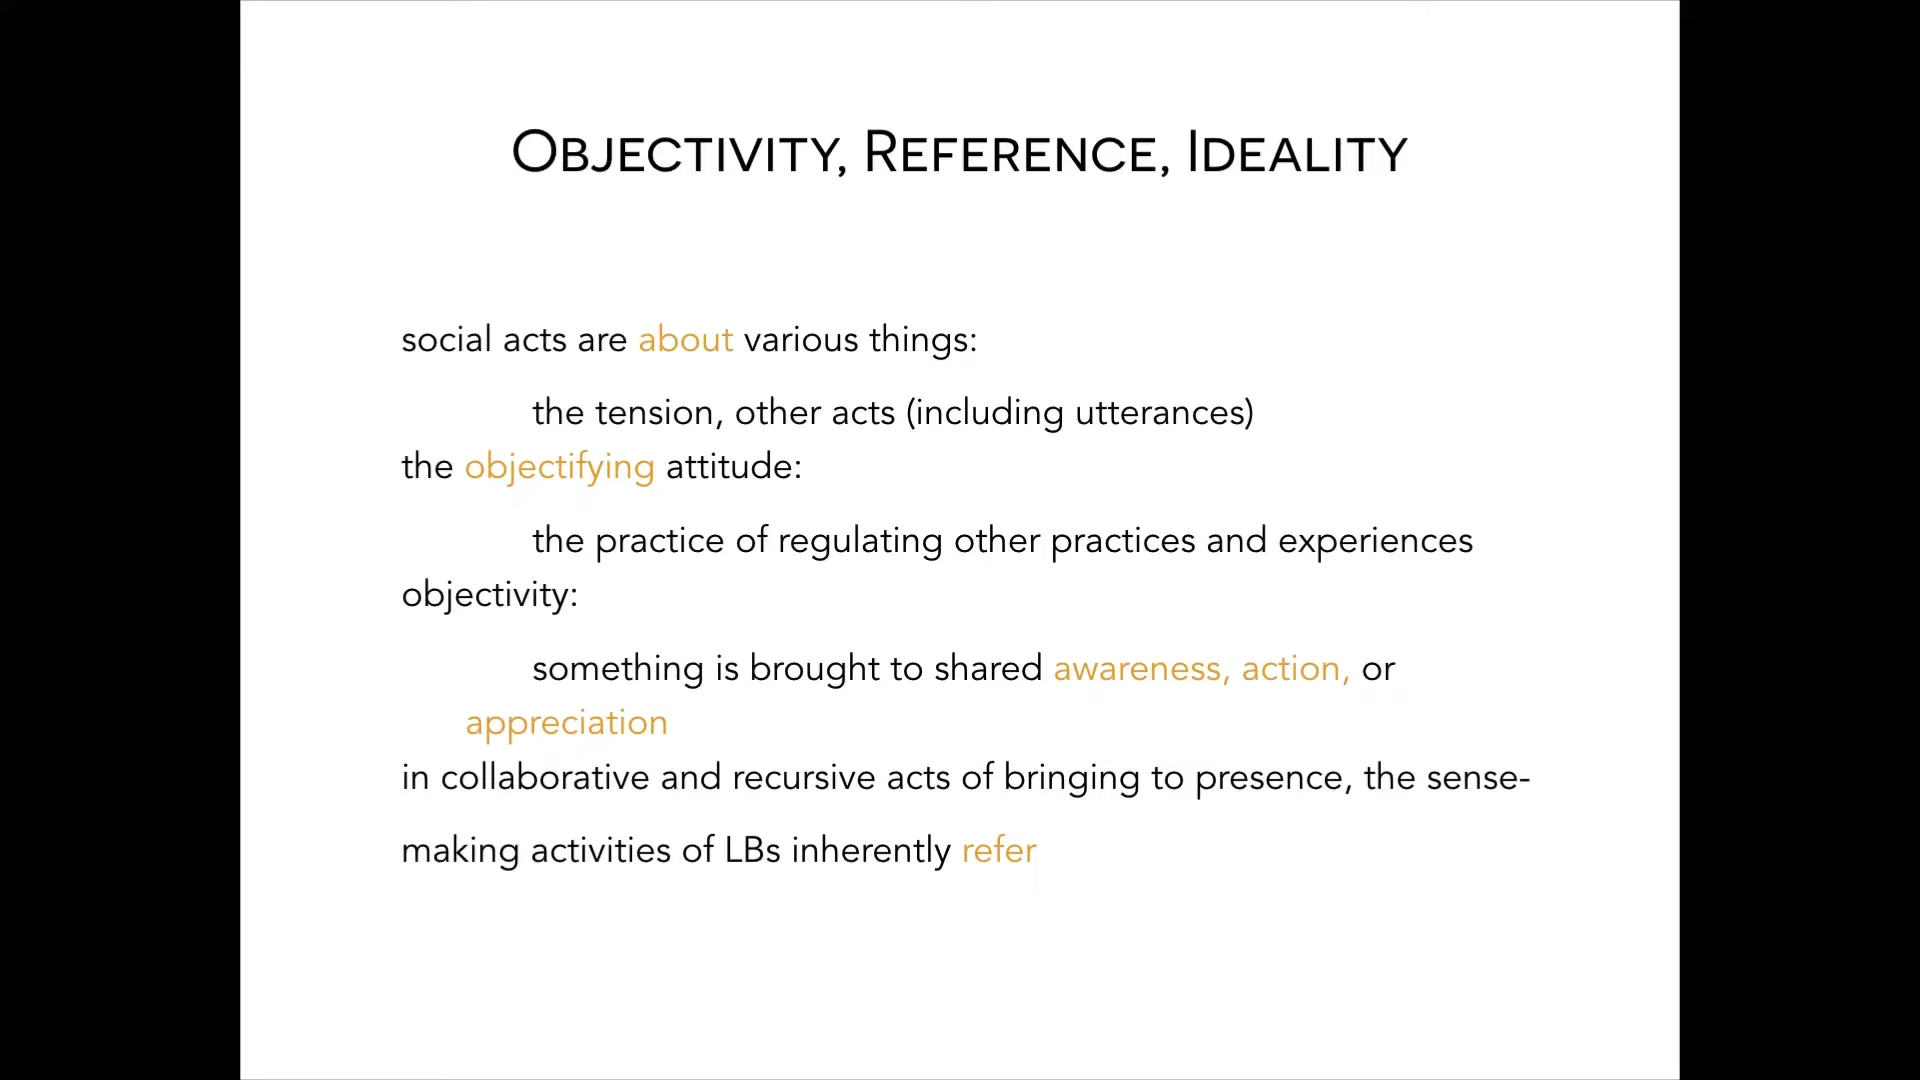 Objectivity, Reference, Ideality
social acts are about various things:
the tension, other acts (including utterances)
the objectifying attitude:
the practice of regulating other practices and experiences
objectivity:
something is brought to shared awareness, action, or
appreciation
in collaborative and recursive acts of bringing to presence, the sense-
making activities of LBs inherently refer